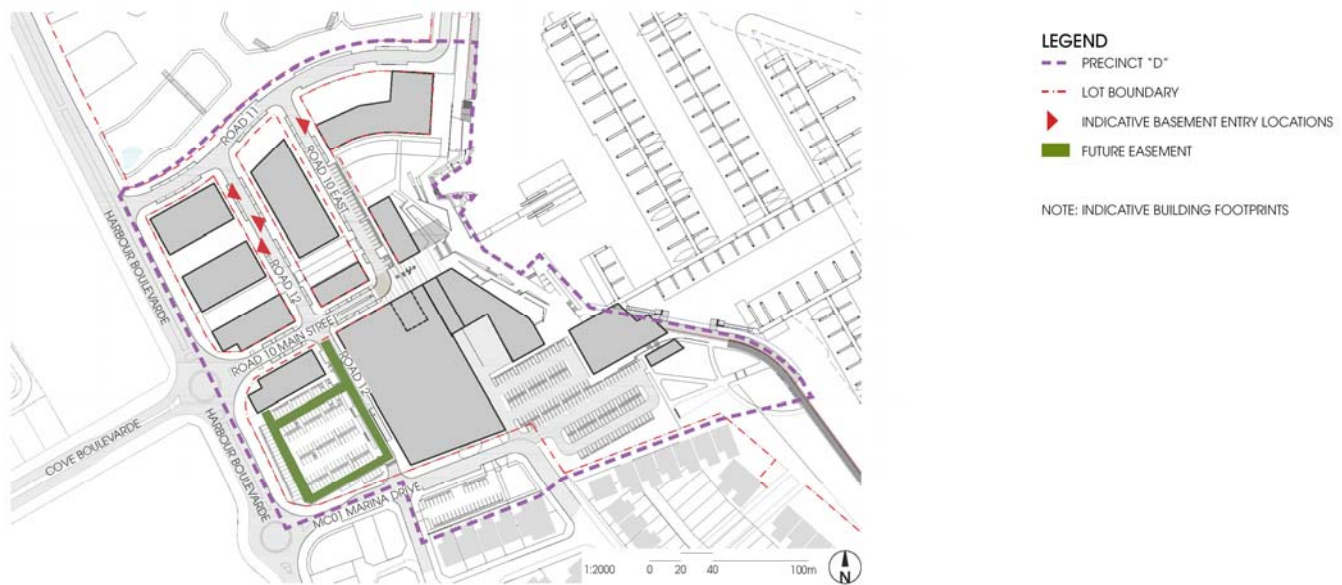 ROAD 11
ROAD 10 EAST
HARBOUR BOULEVARDE
ROAD 12
ROAD 10 MAIN STREET
ROAD 12
COVE BOULEVARDE
HARBOUR BOULEVARDE
MC01 MARINA DRIVE
1:2000 0 20 40 100m
N
LEGEND
PRECINCT "D"
LOT BOUNDARY
INDICATIVE BASEMENT ENTRY LOCATIONS
FUTURE EASEMENT
NOTE: INDICATIVE BUILDING FOOTPRINTS